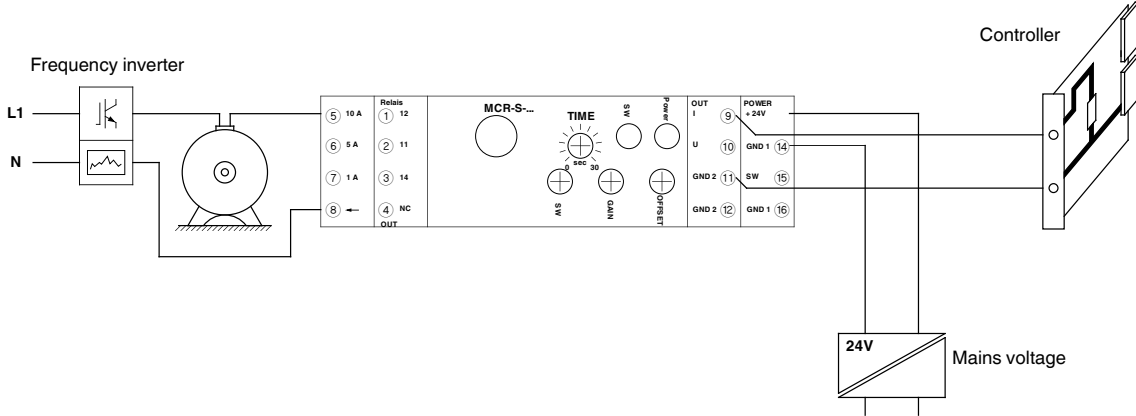 Controller
Frequency inverter
L1
N
5 10 A
6 5 A
7 1 A
8 ←
Relais
1 12
2 11
3 14
4 NC
OUT
MCR-S-...
TIME
0 sec 30
SW
Power
SW
GAIN
OFFSET
OUT
I 9
U 10
GND 2 11
GND 2 12
POWER
+ 24V
GND 1 14
SW 15
GND 1 16
24V
Mains voltage